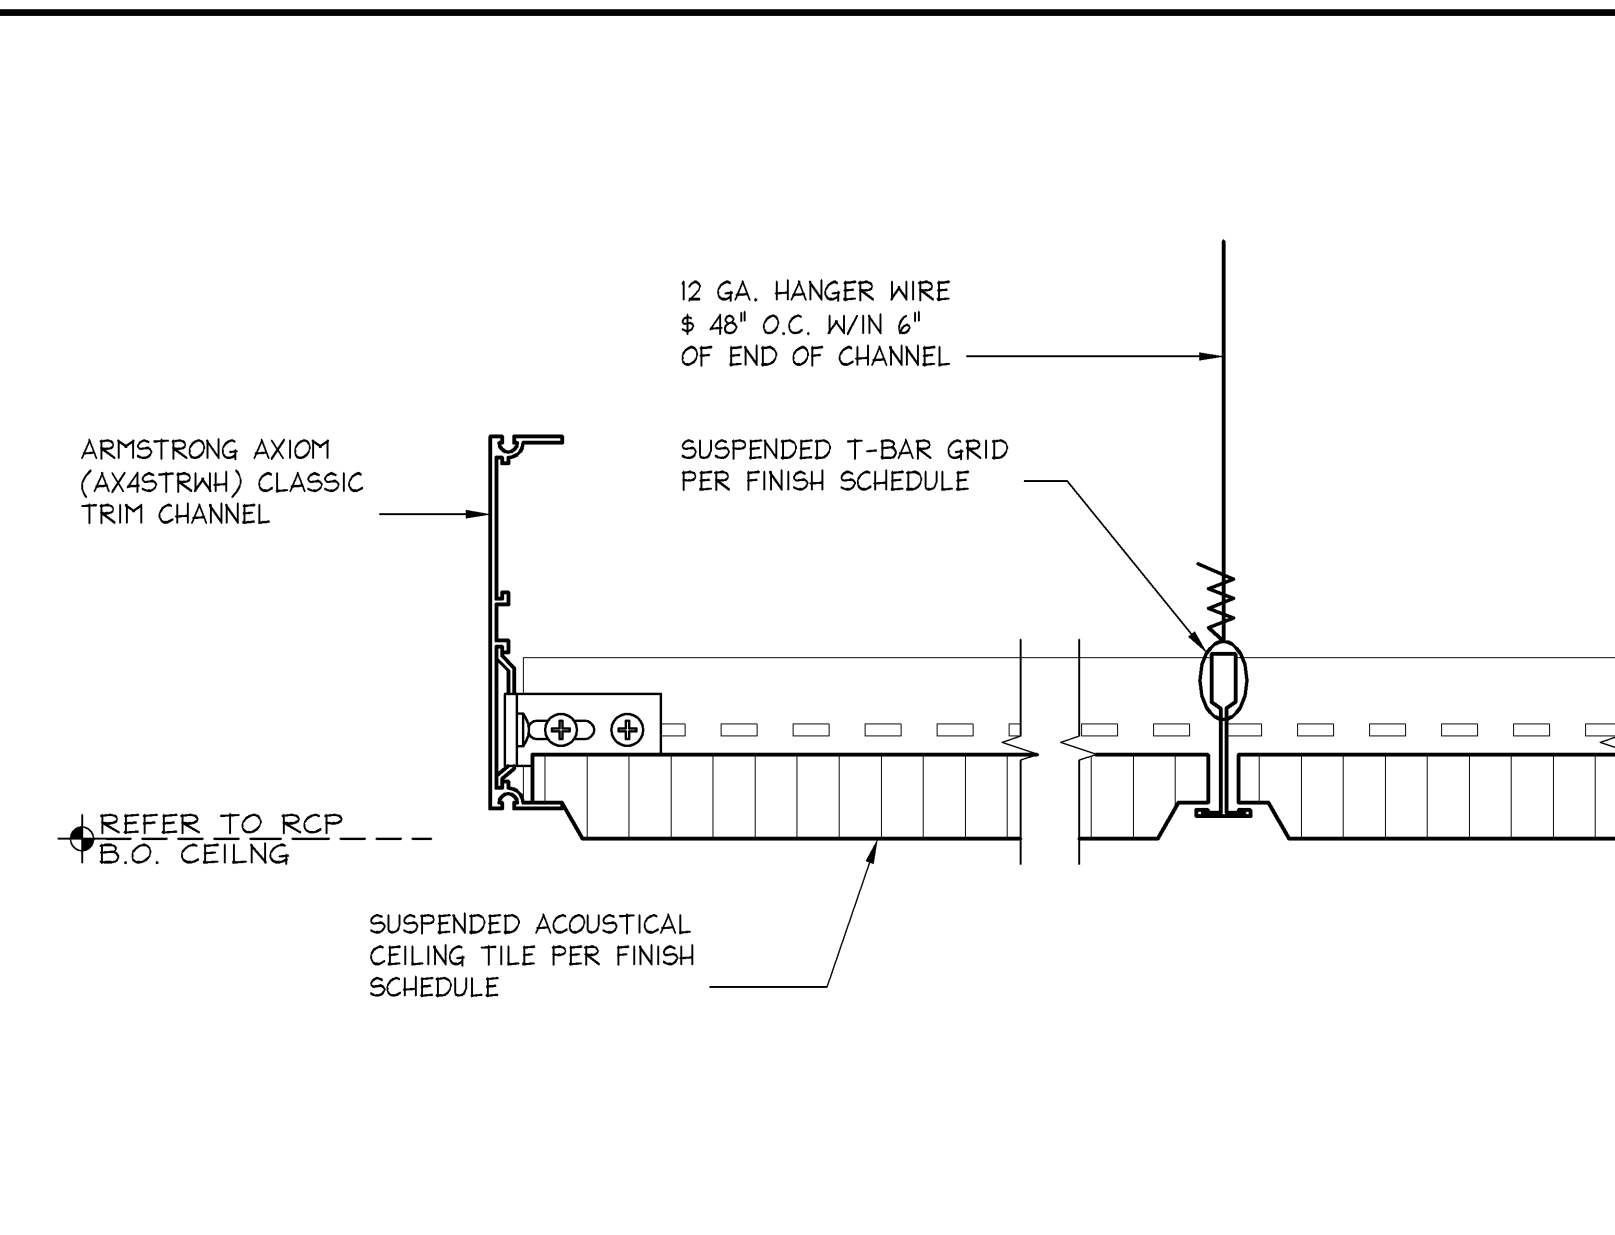 12 GA. HANGER WIRE
$ 48" O.C. W/IN 6"
OF END OF CHANNEL
ARMSTRONG AXIOM
(AX4STRWH) CLASSIC
TRIM CHANNEL
SUSPENDED T-BAR GRID
PER FINISH SCHEDULE
REFER TO RCP
B.O. CEILNG
SUSPENDED ACOUSTICAL
CEILING TILE PER FINISH
SCHEDULE